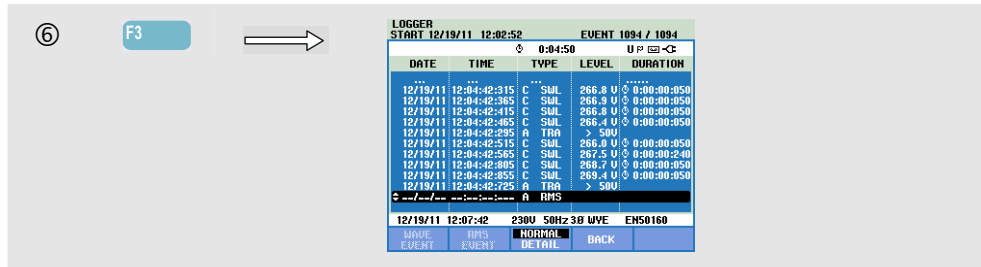 ⑥ F3
LOGGER
START 12/19/11 12:02:52 EVENT 1094 / 1094
0:04:50 U
DATE TIME TYPE LEVEL DURATION
... ... ... ......
12/19/11 12:04:42:315 C SWL 266.8 V 0:00:00:050
12/19/11 12:04:42:365 C SWL 266.9 V 0:00:00:050
12/19/11 12:04:42:415 C SWL 266.8 V 0:00:00:050
12/19/11 12:04:42:465 C SWL 266.4 V 0:00:00:050
12/19/11 12:04:42:295 A TRA > 50V
12/19/11 12:04:42:515 C SWL 266.0 V 0:00:00:050
12/19/11 12:04:42:565 C SWL 267.5 V 0:00:00:240
12/19/11 12:04:42:805 C SWL 268.7 V 0:00:00:050
12/19/11 12:04:42:855 C SWL 269.4 V 0:00:00:050
12/19/11 12:04:42:725 A TRA > 50V
--/--/-- --:--:--:--- A RMS
12/19/11 12:07:42 230V 50Hz 3Ø WYE EN50160
WAVE EVENT RMS EVENT NORMAL DETAIL BACK